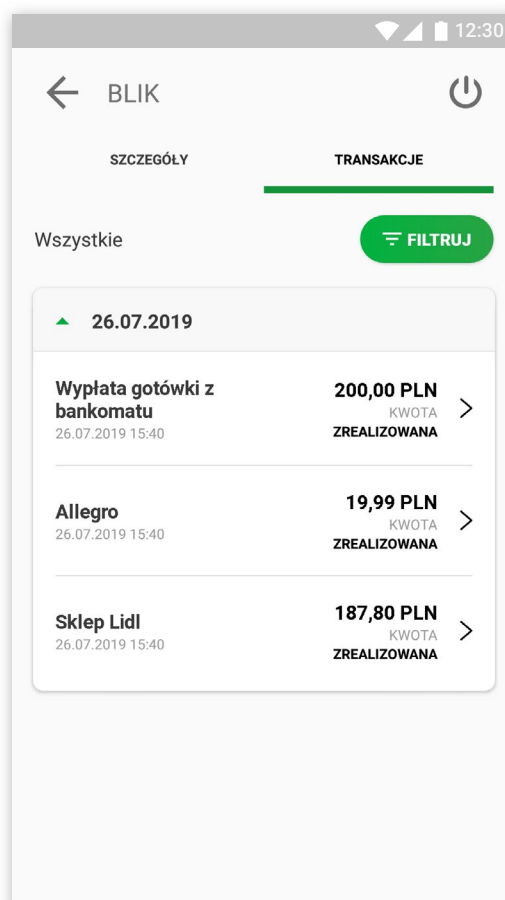 12:30
BLIK
SZCZEGÓŁY TRANSAKCJE
Wszystkie FILTRUJ
26.07.2019
Wypłata gotówki z
bankomatu
26.07.2019 15:40
200,00 PLN
KWOTA
ZREALIZOWANA
Allegro
26.07.2019 15:40
19,99 PLN
KWOTA
ZREALIZOWANA
Sklep Lidl
26.07.2019 15:40
187,80 PLN
KWOTA
ZREALIZOWANA